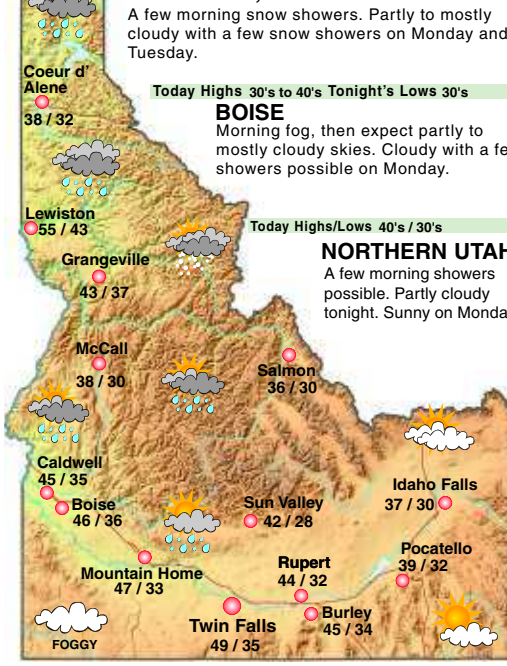 A few morning snow showers. Partly to mostly
cloudy with a few snow showers on Monday and
Tuesday.
Coeur d'
Alene
38 / 32
Today Highs 30's to 40's Tonight's Lows 30's
BOISE
Morning fog, then expect partly to
mostly cloudy skies. Cloudy with a fe
showers possible on Monday.
Lewiston
55 / 43
Today Highs/Lows 40's / 30's
Grangeville
43 / 37
NORTHERN UTAH
A few morning showers
possible. Partly cloudy
tonight. Sunny on Monda
McCall
38 / 30
Salmon
36 / 30
Caldwell
45 / 35
Boise
46 / 36
Sun Valley
42 / 28
Idaho Falls
37 / 30
Mountain Home
47 / 33
Rupert
44 / 32
Pocatello
39 / 32
Twin Falls
49 / 35
Burley
45 / 34
FOGGY